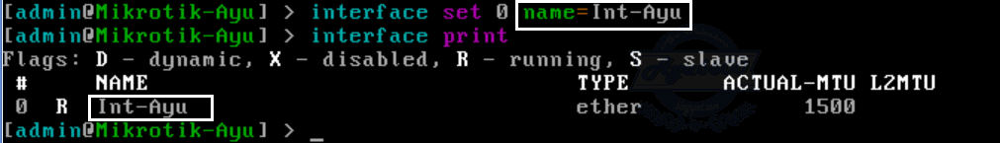 [admin@Mikrotik-Ayu] > interface set 0 name=Int-Ayu
[admin@Mikrotik-Ayu] > interface print
Flags: D - dynamic, X - disabled, R - running, S - slave
 #     NAME                                TYPE       ACTUAL-MTU L2MTU
 0  R  Int-Ayu                             ether            1500
[admin@Mikrotik-Ayu] > _